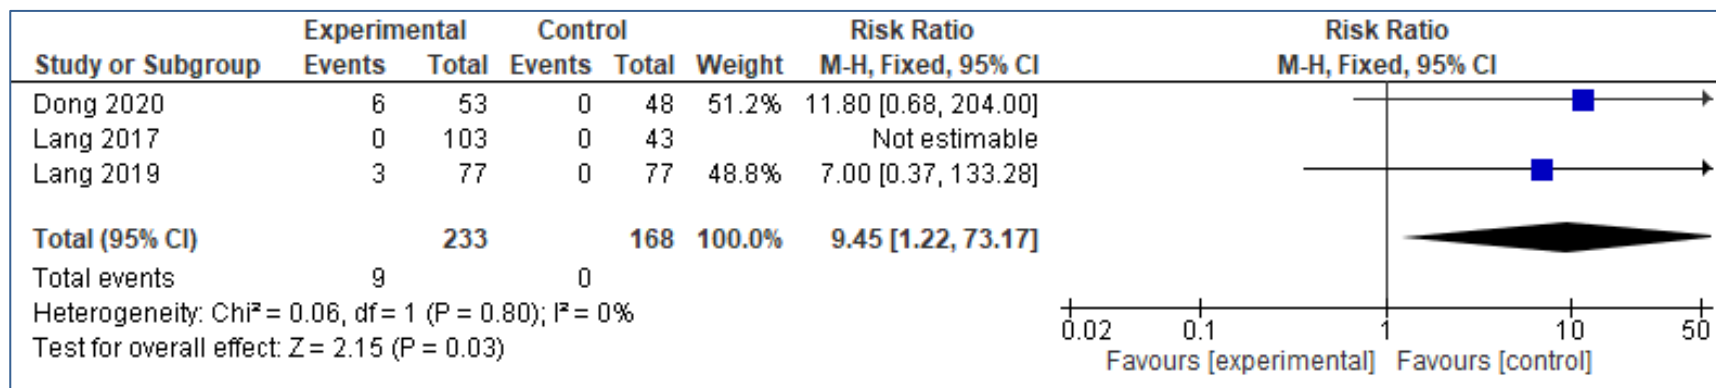 Experimental Control Risk Ratio Risk Ratio
Study or Subgroup Events Total Events Total Weight M-H, Fixed, 95% CI M-H, Fixed, 95% CI
Dong 2020 6 53 0 48 51.2% 11.80 [0.68, 204.00]
Lang 2017 0 103 0 43 Not estimable
Lang 2019 3 77 0 77 48.8% 7.00 [0.37, 133.28]
Total (95% CI) 233 168 100.0% 9.45 [1.22, 73.17]
Total events 9 0
Heterogeneity: Chi² = 0.06, df = 1 (P = 0.80); I² = 0%
Test for overall effect: Z = 2.15 (P = 0.03)
0.02 0.1 1 10 50
Favours [experimental] Favours [control]